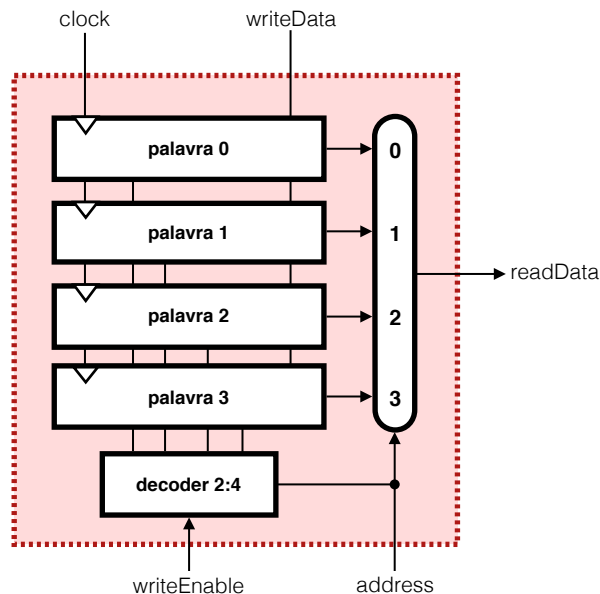 clock
writeData
palavra 0
0
palavra 1
1
readData
palavra 2
2
palavra 3
3
decoder 2:4
writeEnable
address